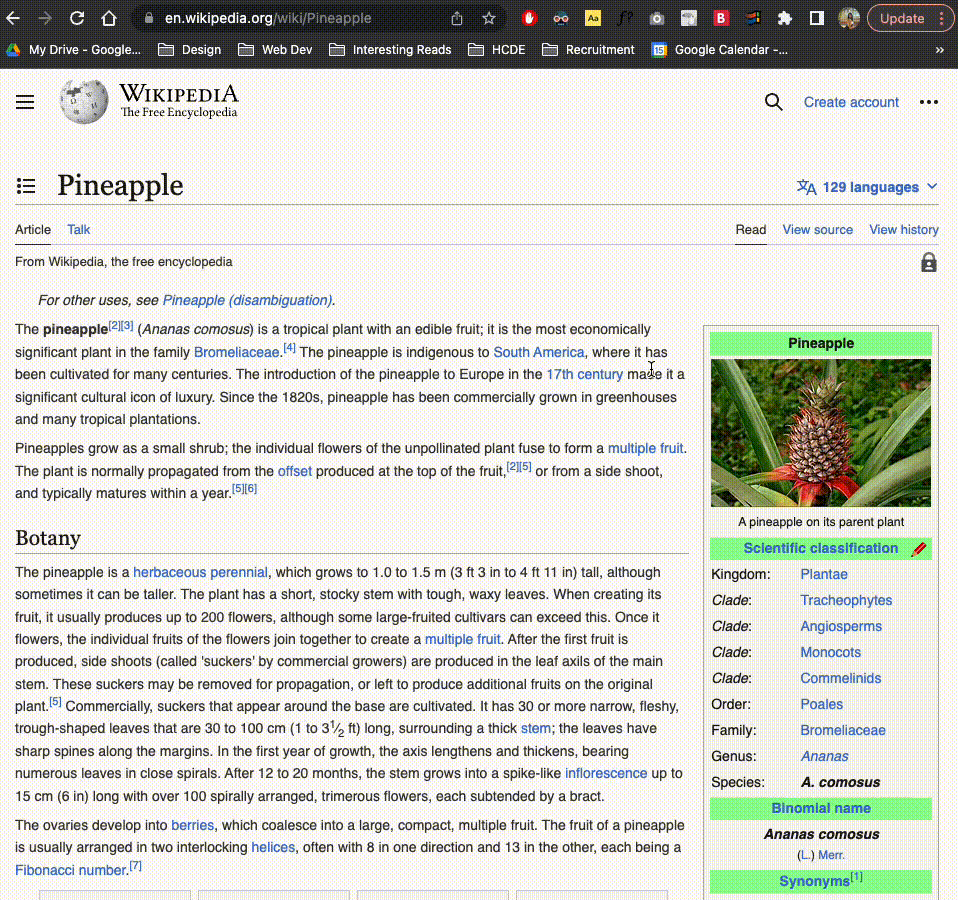 en.wikipedia.org/wiki/Pineapple
Update
My Drive - Google...
Design
Web Dev
Interesting Reads
HCDE
Recruitment
Google Calendar -...
WIKIPEDIA
The Free Encyclopedia
Create account
Pineapple
129 languages
Article
Talk
Read
View source
View history
From Wikipedia, the free encyclopedia
For other uses, see Pineapple (disambiguation).
The pineapple[2][3] (Ananas comosus) is a tropical plant with an edible fruit; it is the most economically
significant plant in the family Bromeliaceae.[4] The pineapple is indigenous to South America, where it has
been cultivated for many centuries. The introduction of the pineapple to Europe in the 17th century made it a
significant cultural icon of luxury. Since the 1820s, pineapple has been commercially grown in greenhouses
and many tropical plantations.
Pineapples grow as a small shrub; the individual flowers of the unpollinated plant fuse to form a multiple fruit.
The plant is normally propagated from the offset produced at the top of the fruit,[2][5] or from a side shoot,
and typically matures within a year.[5][6]
Botany
The pineapple is a herbaceous perennial, which grows to 1.0 to 1.5 m (3 ft 3 in to 4 ft 11 in) tall, although
sometimes it can be taller. The plant has a short, stocky stem with tough, waxy leaves. When creating its
fruit, it usually produces up to 200 flowers, although some large-fruited cultivars can exceed this. Once it
flowers, the individual fruits of the flowers join together to create a multiple fruit. After the first fruit is
produced, side shoots (called 'suckers' by commercial growers) are produced in the leaf axils of the main
stem. These suckers may be removed for propagation, or left to produce additional fruits on the original
plant.[5] Commercially, suckers that appear around the base are cultivated. It has 30 or more narrow, fleshy,
trough-shaped leaves that are 30 to 100 cm (1 to 3 1⁄2 ft) long, surrounding a thick stem; the leaves have
sharp spines along the margins. In the first year of growth, the axis lengthens and thickens, bearing
numerous leaves in close spirals. After 12 to 20 months, the stem grows into a spike-like inflorescence up to
15 cm (6 in) long with over 100 spirally arranged, trimerous flowers, each subtended by a bract.
The ovaries develop into berries, which coalesce into a large, compact, multiple fruit. The fruit of a pineapple
is usually arranged in two interlocking helices, often with 8 in one direction and 13 in the other, each being a
Fibonacci number.[7]
Pineapple
A pineapple on its parent plant
Scientific classification
Kingdom: Plantae
Clade: Tracheophytes
Clade: Angiosperms
Clade: Monocots
Clade: Commelinids
Order: Poales
Family: Bromeliaceae
Genus: Ananas
Species: A. comosus
Binomial name
Ananas comosus
(L.) Merr.
Synonyms[1]